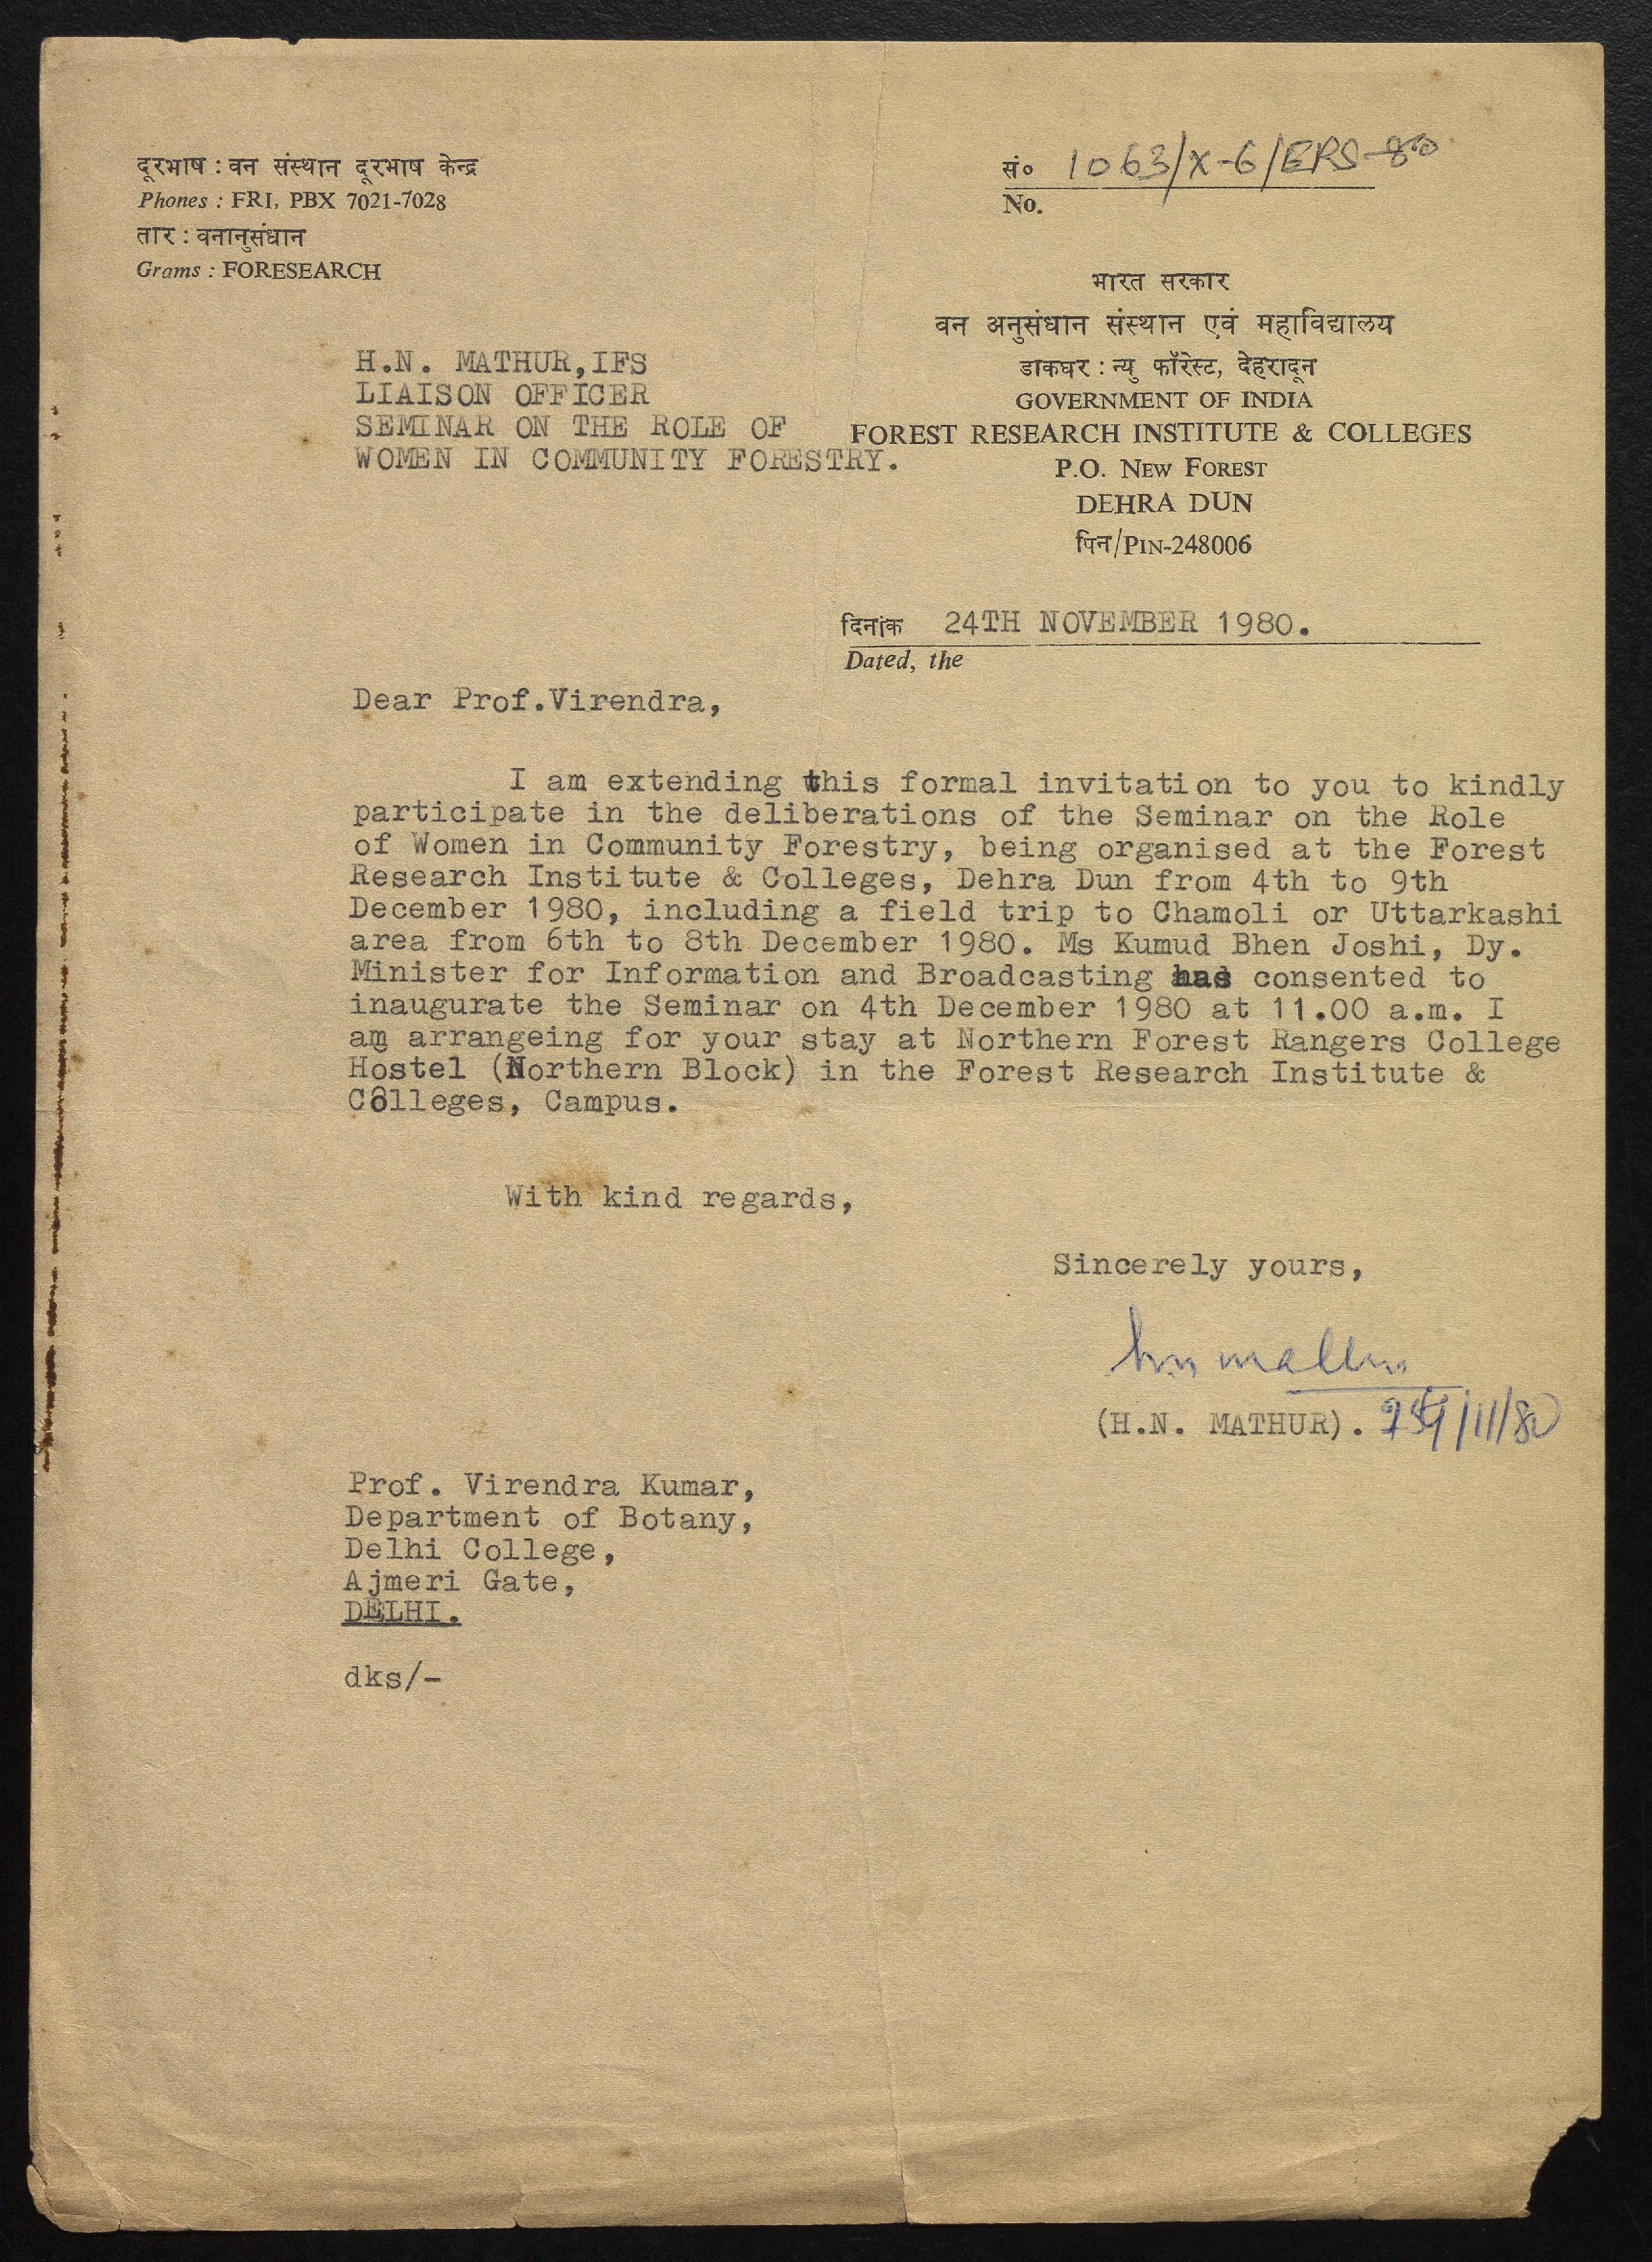 दूरभाष : वन संस्थान दूरभाष केन्द्र
Phones : FRI, PBX 7021-7028
तार : वनानुसंधान
Grams : FORESEARCH
सं० 1063/X-6/ERS-80
No.
भारत सरकार
वन अनुसंधान संस्थान एवं महाविद्यालय
डाकघर : न्यु फॉरेस्ट, देहरादून
GOVERNMENT OF INDIA
FOREST RESEARCH INSTITUTE & COLLEGES
P.O. NEW FOREST
DEHRA DUN
पिन/PIN-248006
H.N. MATHUR,IFS
LIAISON OFFICER
SEMINAR ON THE ROLE OF
WOMEN IN COMMUNITY FORESTRY.
दिनांक 24TH NOVEMBER 1980.
Dated, the
Dear Prof.Virendra,
I am extending this formal invitation to you to kindly
participate in the deliberations of the Seminar on the Role
of Women in Community Forestry, being organised at the Forest
Research Institute & Colleges, Dehra Dun from 4th to 9th
December 1980, including a field trip to Chamoli or Uttarkashi
area from 6th to 8th December 1980. Ms Kumud Bhen Joshi, Dy.
Minister for Information and Broadcasting has consented to
inaugurate the Seminar on 4th December 1980 at 11.00 a.m. I
am arrangeing for your stay at Northern Forest Rangers College
Hostel (Northern Block) in the Forest Research Institute &
Colleges, Campus.
With kind regards,
Sincerely yours,
hn mathur
(H.N. MATHUR). /11/80
Prof. Virendra Kumar,
Department of Botany,
Delhi College,
Ajmeri Gate,
DELHI.
dks/-